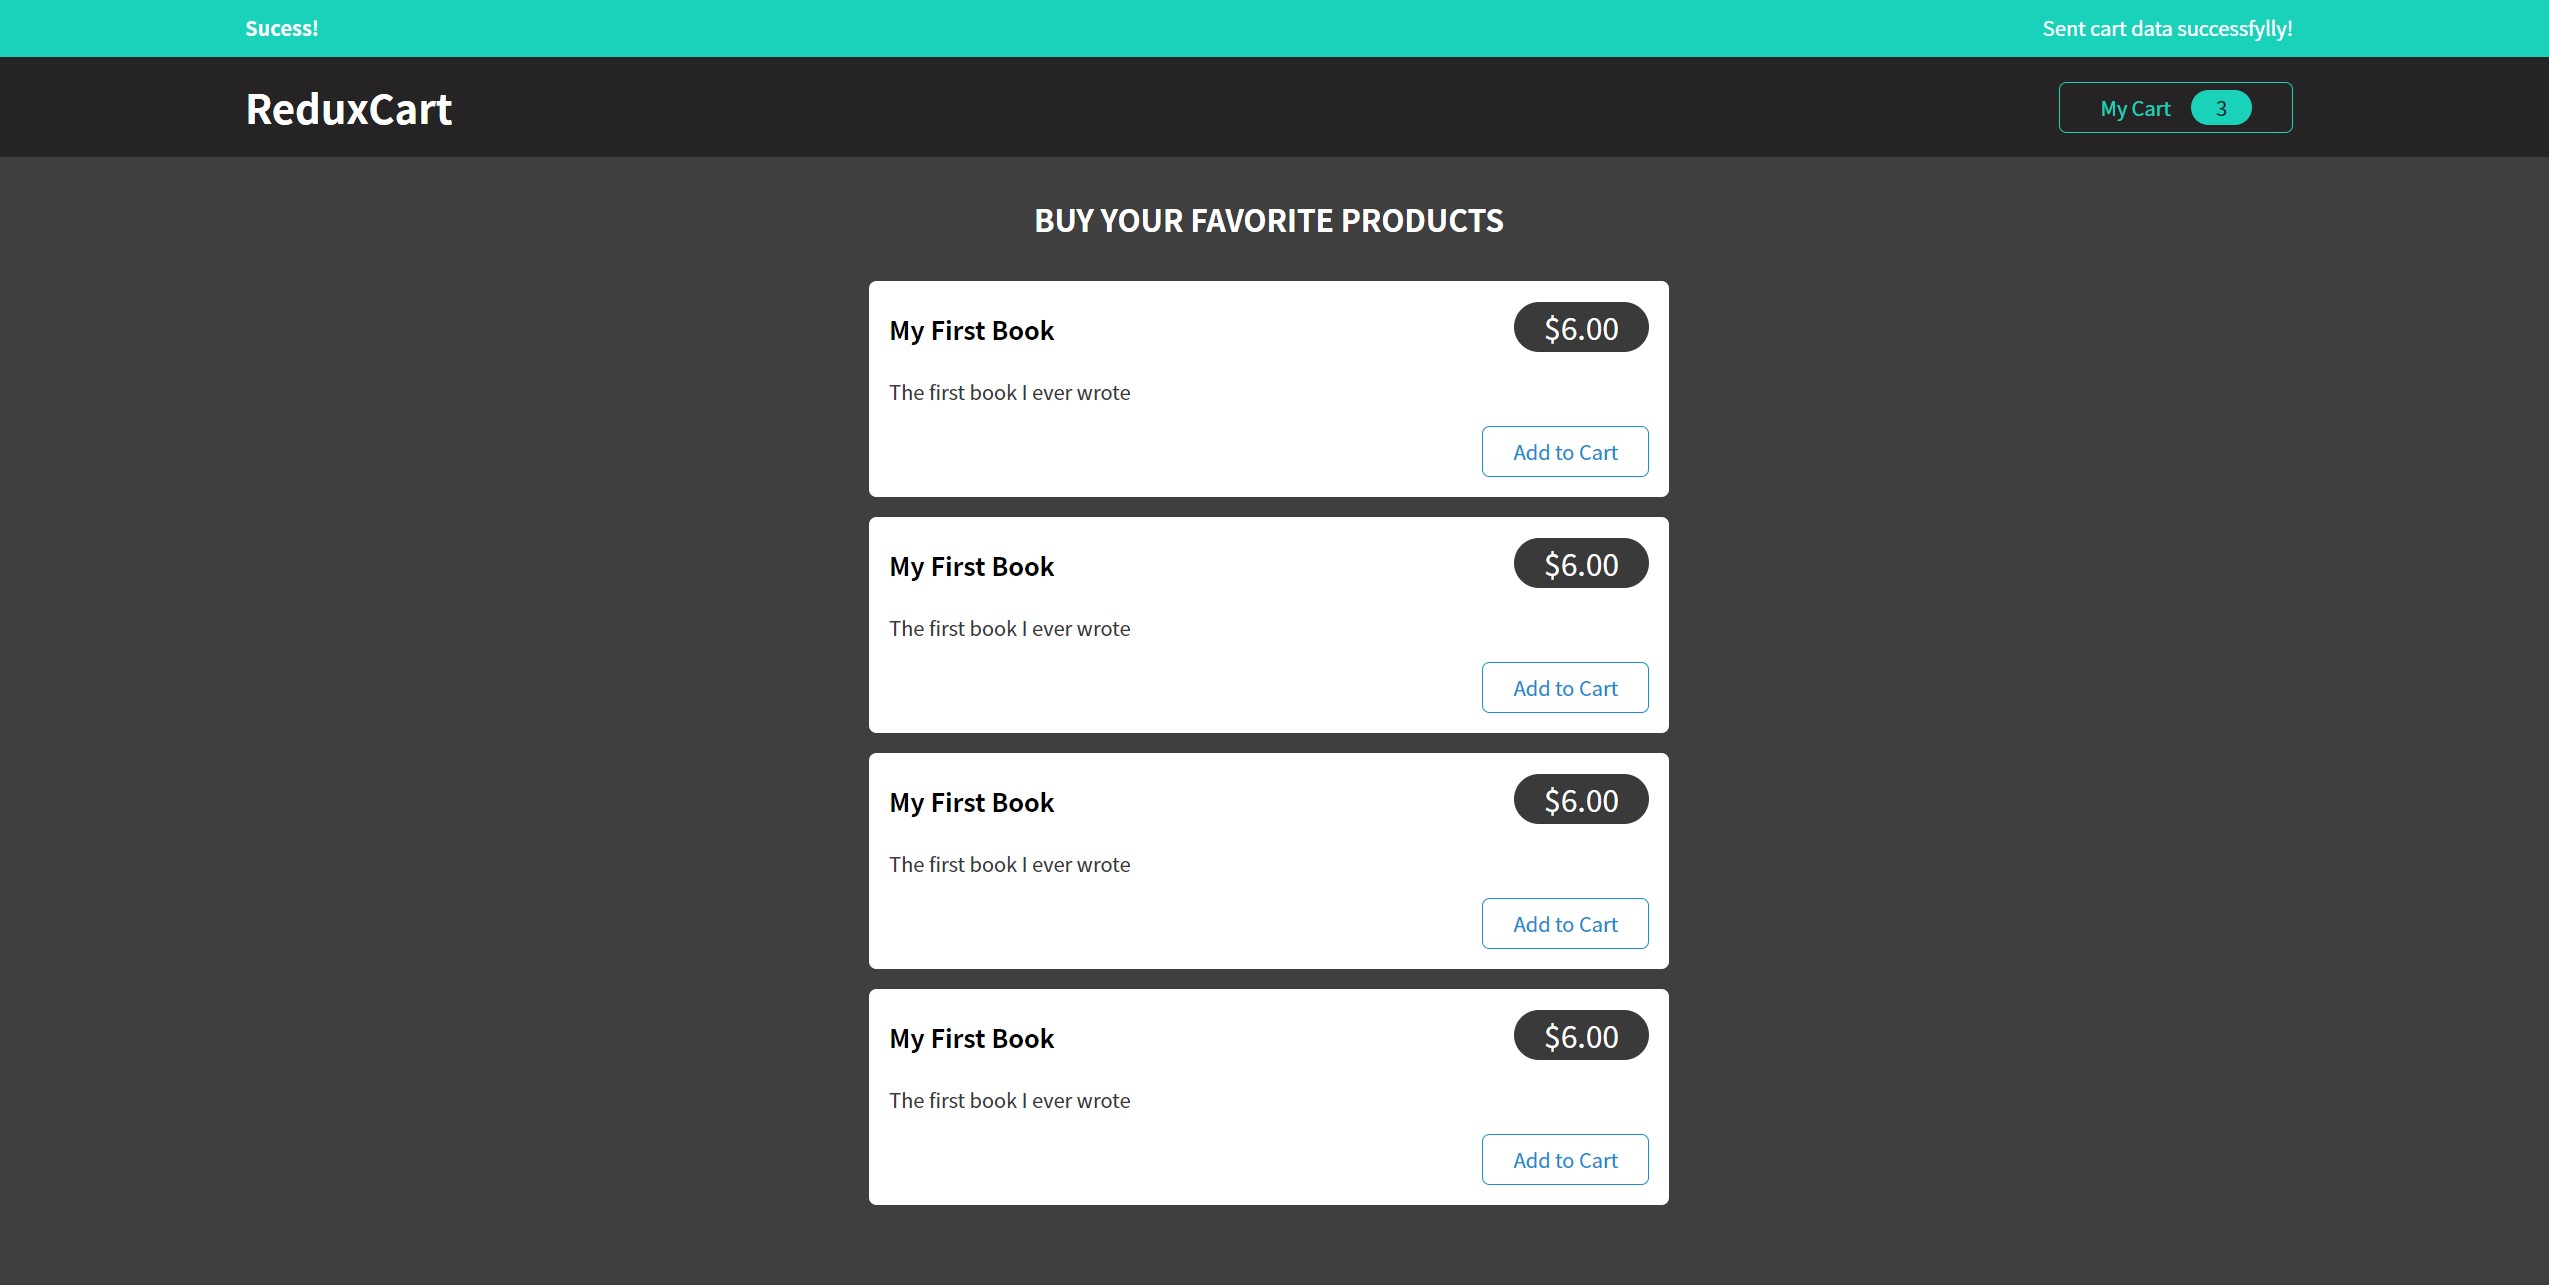 Sucess!
Sent cart data successfylly!
ReduxCart
My Cart 3
BUY YOUR FAVORITE PRODUCTS
My First Book
$6.00
The first book I ever wrote
Add to Cart
My First Book
$6.00
The first book I ever wrote
Add to Cart
My First Book
$6.00
The first book I ever wrote
Add to Cart
My First Book
$6.00
The first book I ever wrote
Add to Cart